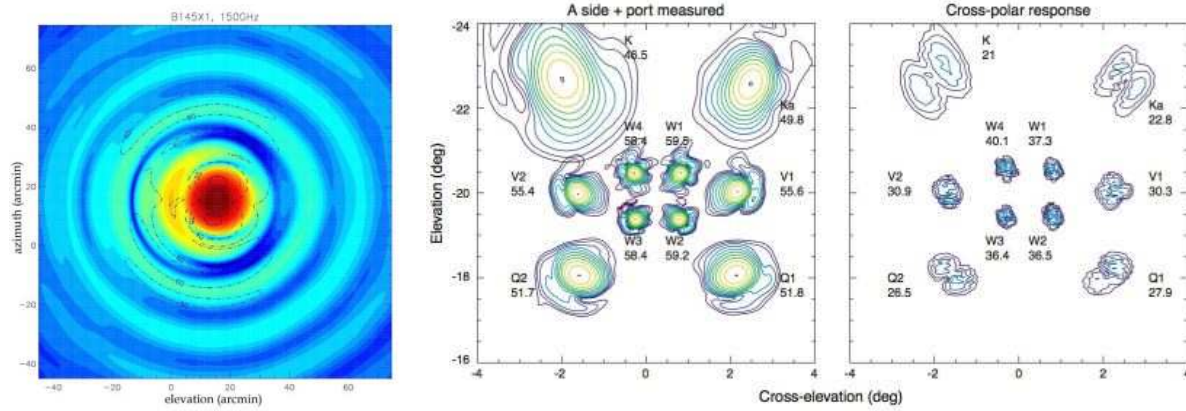 B145X1, 150GHz
azimuth (arcmin)
60
40
20
0
−20
−40
−40
−20
0
20
40
60
elevation (arcmin)
A side + port measured
Elevation (deg)
-24
-22
-20
-18
-16
K
46.5
Ka
49.8
W4
58.4
W1
59.5
V2
55.4
V1
55.6
W3
58.4
W2
59.2
Q2
51.7
Q1
51.8
-4
-2
0
2
4
Cross-polar response
K
21
Ka
22.8
W4
40.1
W1
37.3
V2
30.9
V1
30.3
W3
36.4
W2
36.5
Q2
26.5
Q1
27.9
-4
-2
0
2
4
Cross-elevation (deg)